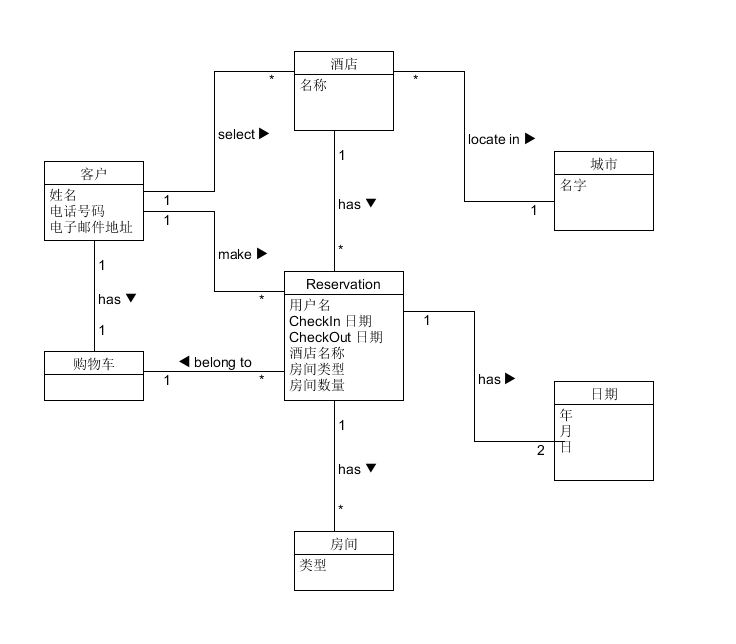 酒店
名称
*
*
select ▶
locate in ▶
城市
名字
1
客户
姓名
电话号码
电子邮件地址
1
1
1
has ▼
*
make ▶
*
1
has ▼
1
Reservation
用户名
CheckIn 日期
CheckOut 日期
酒店名称
房间类型
房间数量
购物车
◀ belong to
1
*
1
has ▶
2
日期
年
月
日
1
has ▼
*
房间
类型